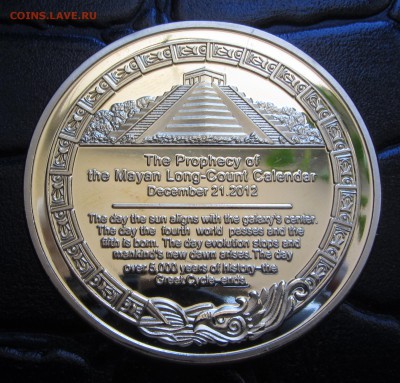 COINS.LAVE.RU
The Prophecy of
the Mayan Long-Count Calendar
December 21, 2012
The day the sun aligns with the galaxy's center.
The day the fourth world passes and the
fifth is born. The day evolution stops and
mankind's new dawn arises. The day
over 5,000 years of history-the
Great Cycle-ends.